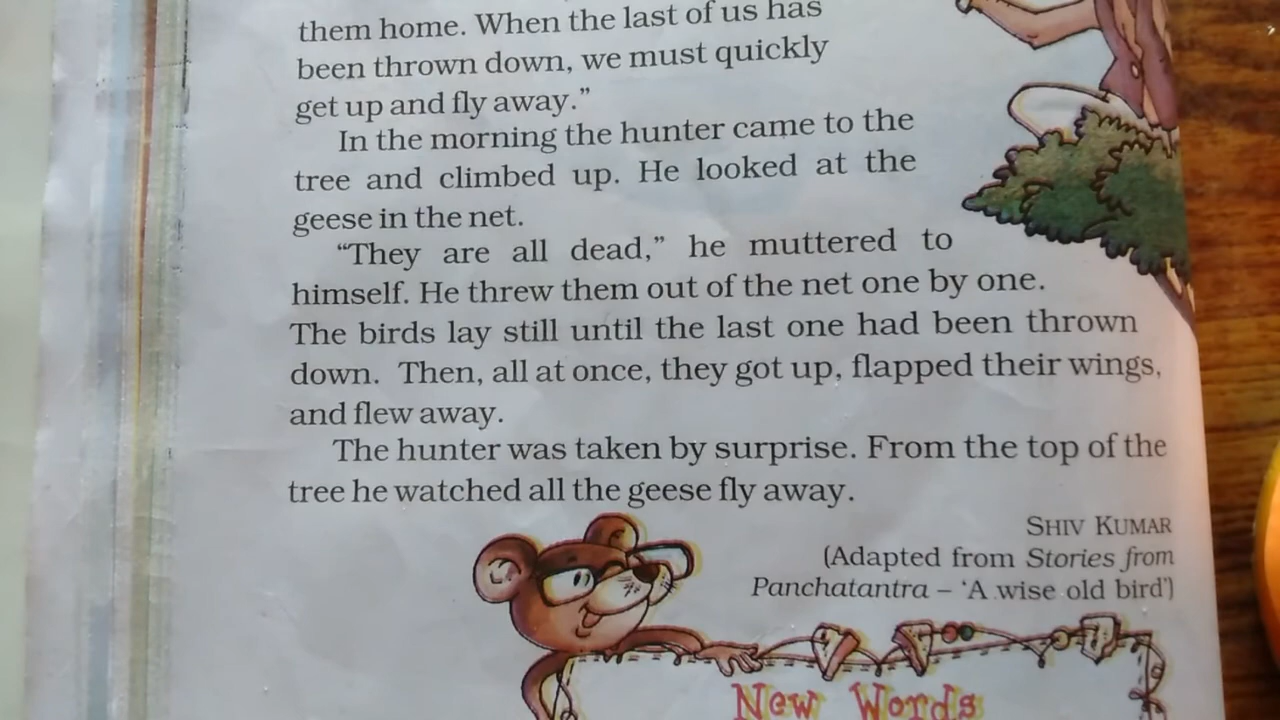 them home. When the last of us has
been thrown down, we must quickly
get up and fly away.”
In the morning the hunter came to the
tree and climbed up. He looked at the
geese in the net.
“They are all dead,” he muttered to
himself. He threw them out of the net one by one.
The birds lay still until the last one had been thrown
down. Then, all at once, they got up, flapped their wings,
and flew away.
The hunter was taken by surprise. From the top of the
tree he watched all the geese fly away.
SHIV KUMAR
(Adapted from Stories from
Panchatantra – ‘A wise old bird’)
New Words